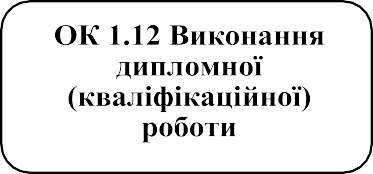 ОК 1.12 Виконання
дипломної
(кваліфікаційної)
роботи